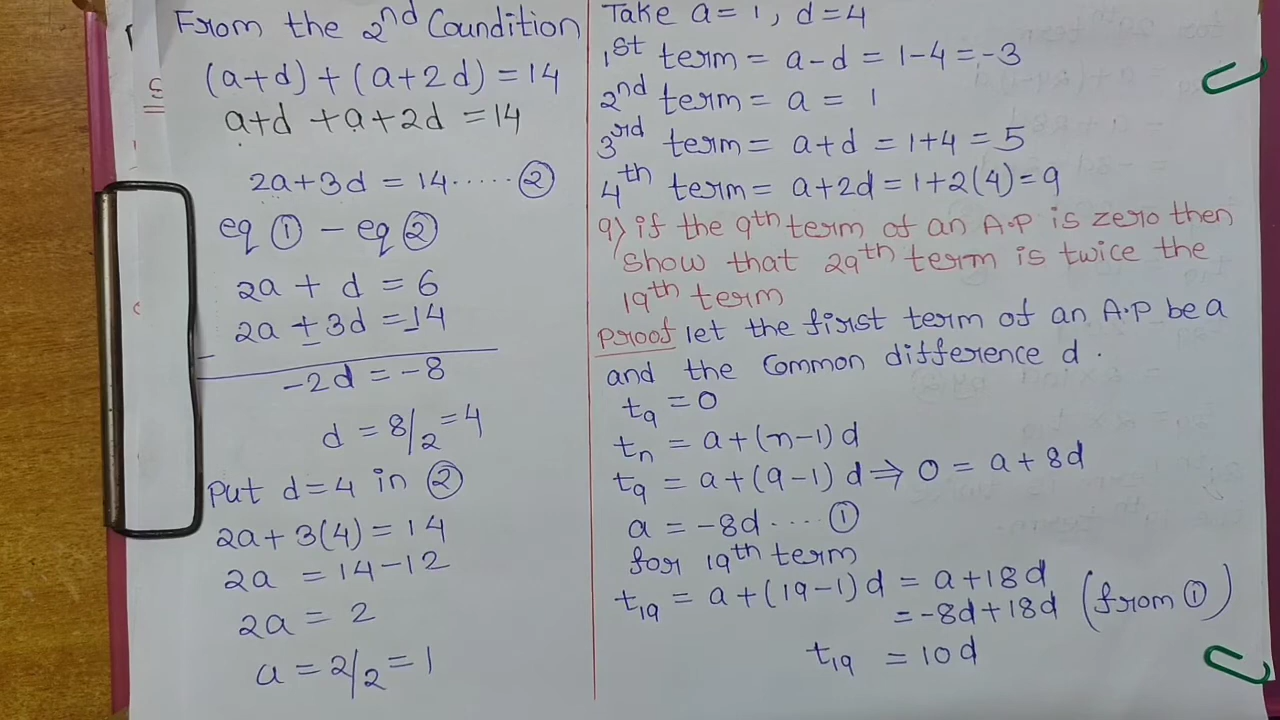 From the 2nd Coundition
(a+d) + (a+2d) = 14
a+d +a+2d = 14
2a+3d = 14 ..... ②
eq ① - eq ②
2a + d = 6
2a ± 3d = 14
-
-2d = -8
d = 8/2 = 4
Put d=4 in ②
2a + 3(4) = 14
2a = 14-12
2a = 2
a = 2/2 = 1
Take a=1, d=4
1st term = a-d = 1-4 = -3
2nd term = a = 1
3rd term = a+d = 1+4 = 5
4th term = a+2d = 1+2(4) = 9
9) if the 9th term of an A.P is zero then
show that 29th term is twice the
19th term
Proof let the first term of an A.P be a
and the Common difference d.
t9 = 0
tn = a+(n-1)d
t9 = a+(9-1)d ⇒ 0 = a+8d
a = -8d .... ①
for 19th term
t19 = a+(19-1)d = a+18d
= -8d+18d (from ①)
t19 = 10d